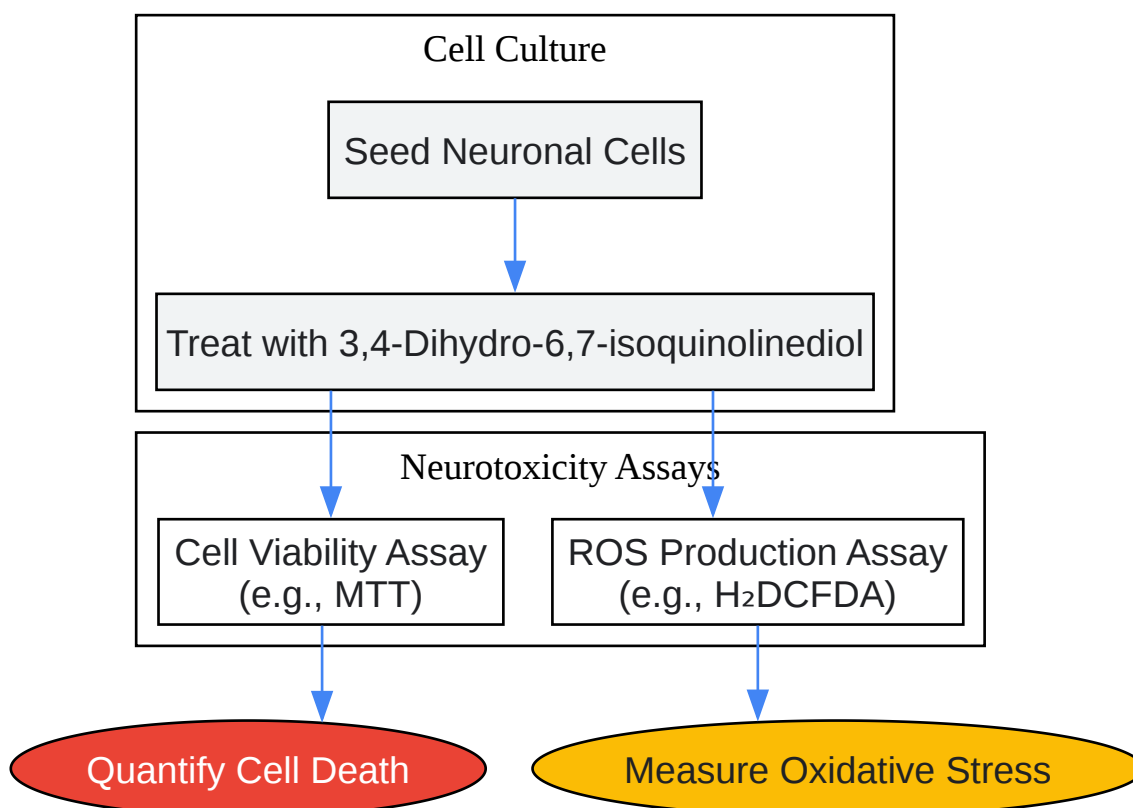 Cell Culture
Seed Neuronal Cells
Treat with 3,4-Dihydro-6,7-isoquinolinediol
Neurotoxicity Assays
Cell Viability Assay
(e.g., MTT)
ROS Production Assay
(e.g., H₂DCFDA)
Quantify Cell Death
Measure Oxidative Stress